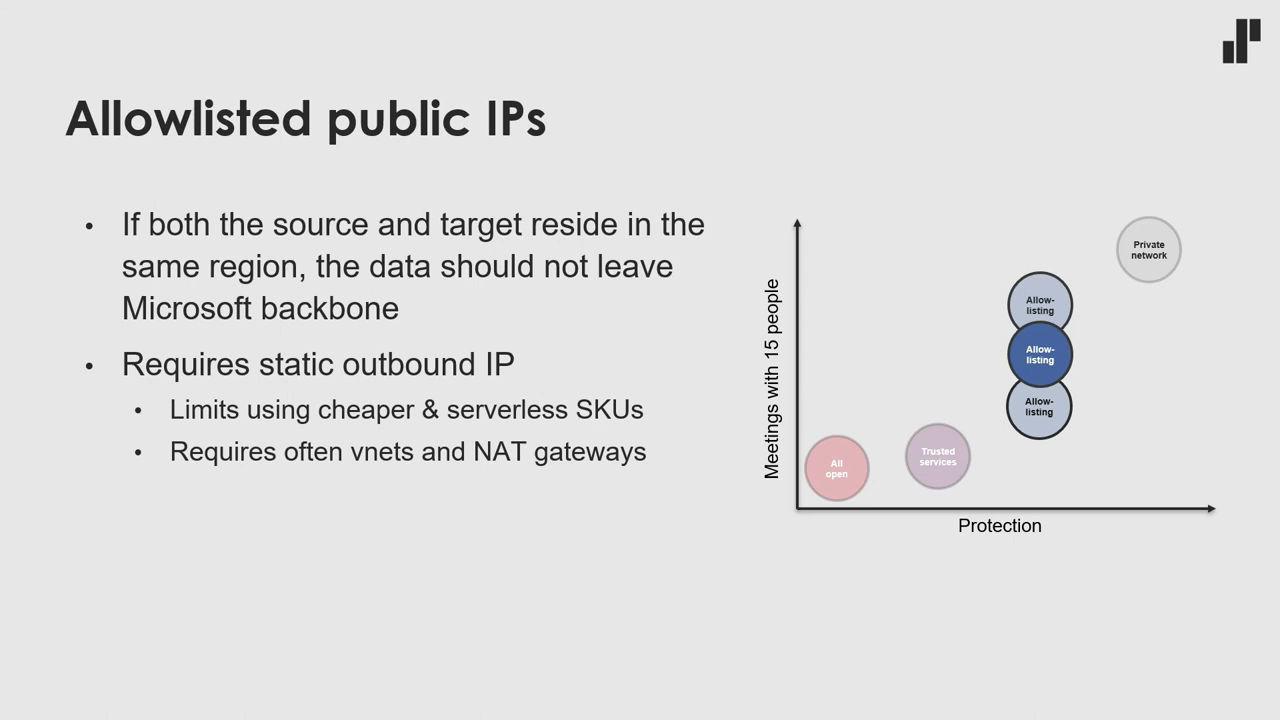 Allowlisted public IPs
• If both the source and target reside in the
same region, the data should not leave
Microsoft backbone
• Requires static outbound IP
• Limits using cheaper & serverless SKUs
• Requires often vnets and NAT gateways
Meetings with 15 people
Private
network
Allow-
listing
Allow-
listing
Allow-
listing
Trusted
services
All
open
Protection